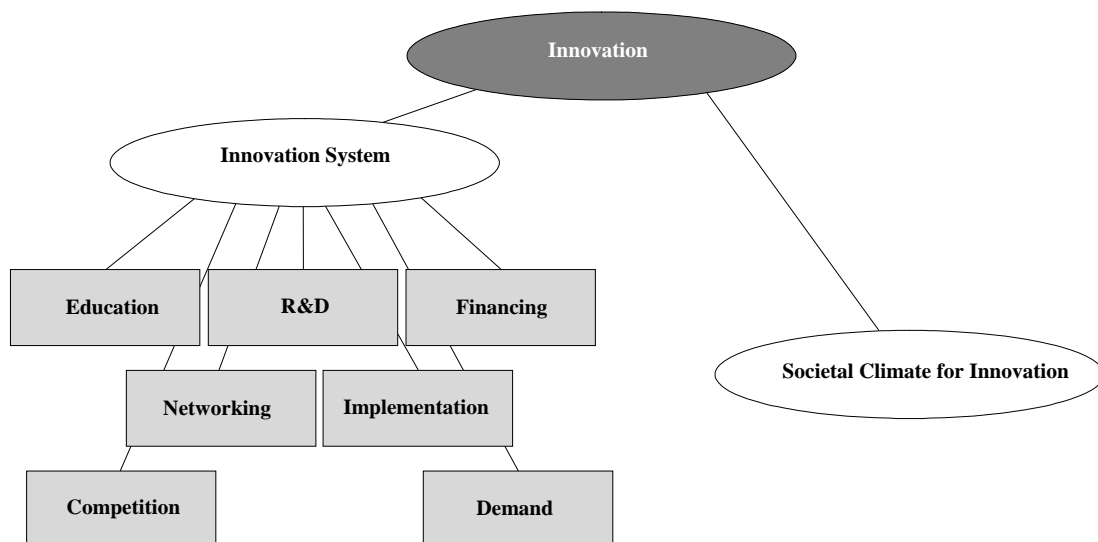 Innovation
Innovation System
Education
R&D
Financing
Societal Climate for Innovation
Networking
Implementation
Competition
Demand